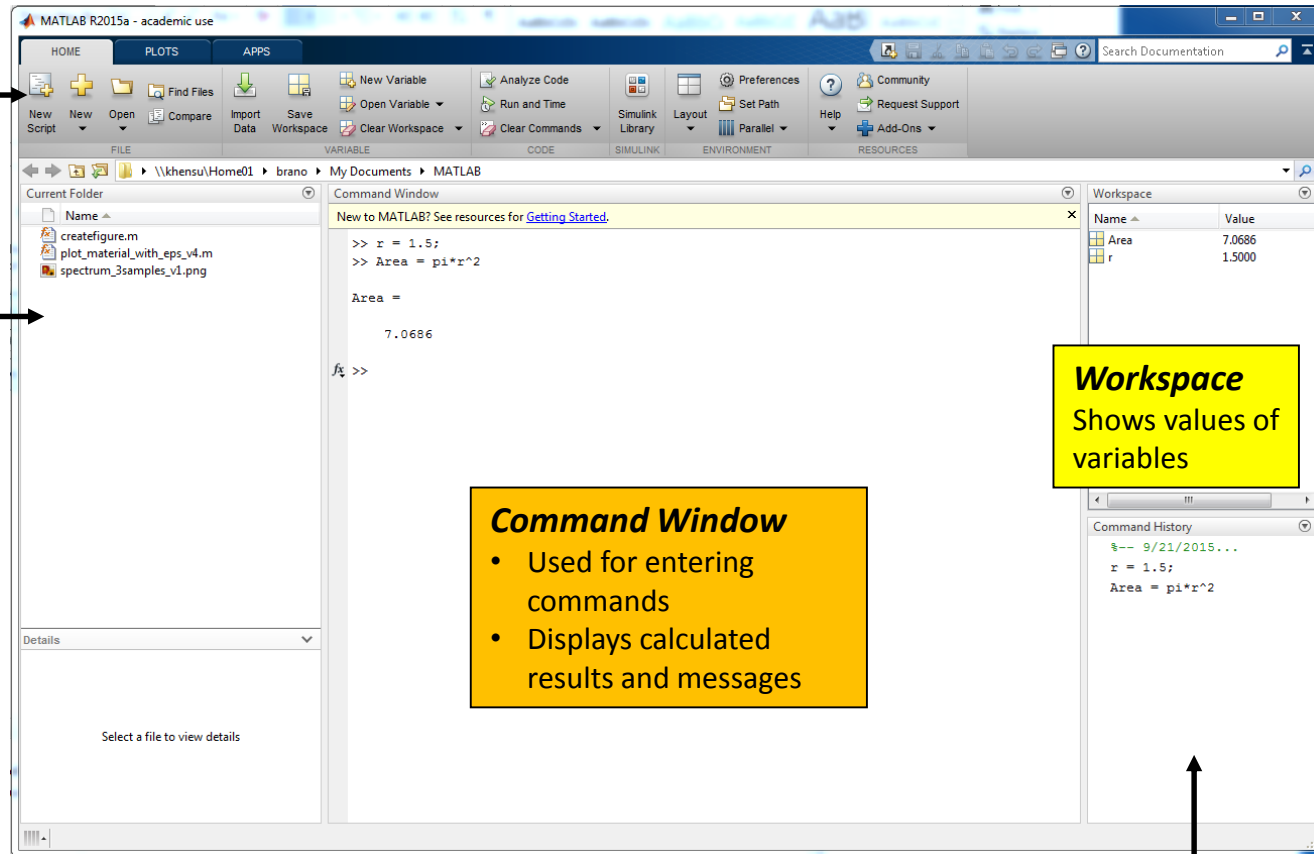 MATLAB R2015a - academic use
HOME PLOTS APPS
Search Documentation
New Script
New
Open
Find Files
Compare
Import Data
Save Workspace
New Variable
Open Variable
Clear Workspace
Analyze Code
Run and Time
Clear Commands
Simulink Library
Layout
Preferences
Set Path
Parallel
Help
Community
Request Support
Add-Ons
FILE VARIABLE CODE SIMULINK ENVIRONMENT RESOURCES
\\khensu\Home01 brano My Documents MATLAB
Current Folder
Name
createfigure.m
plot_material_with_eps_v4.m
spectrum_3samples_v1.png
Details
Select a file to view details
Command Window
New to MATLAB? See resources for Getting Started.
>> r = 1.5;
>> Area = pi*r^2
Area =
7.0686
fx >>
Command Window
• Used for entering
commands
• Displays calculated
results and messages
Workspace
Name Value
Area 7.0686
r 1.5000
Workspace
Shows values of
variables
Command History
%-- 9/21/2015...
r = 1.5;
Area = pi*r^2